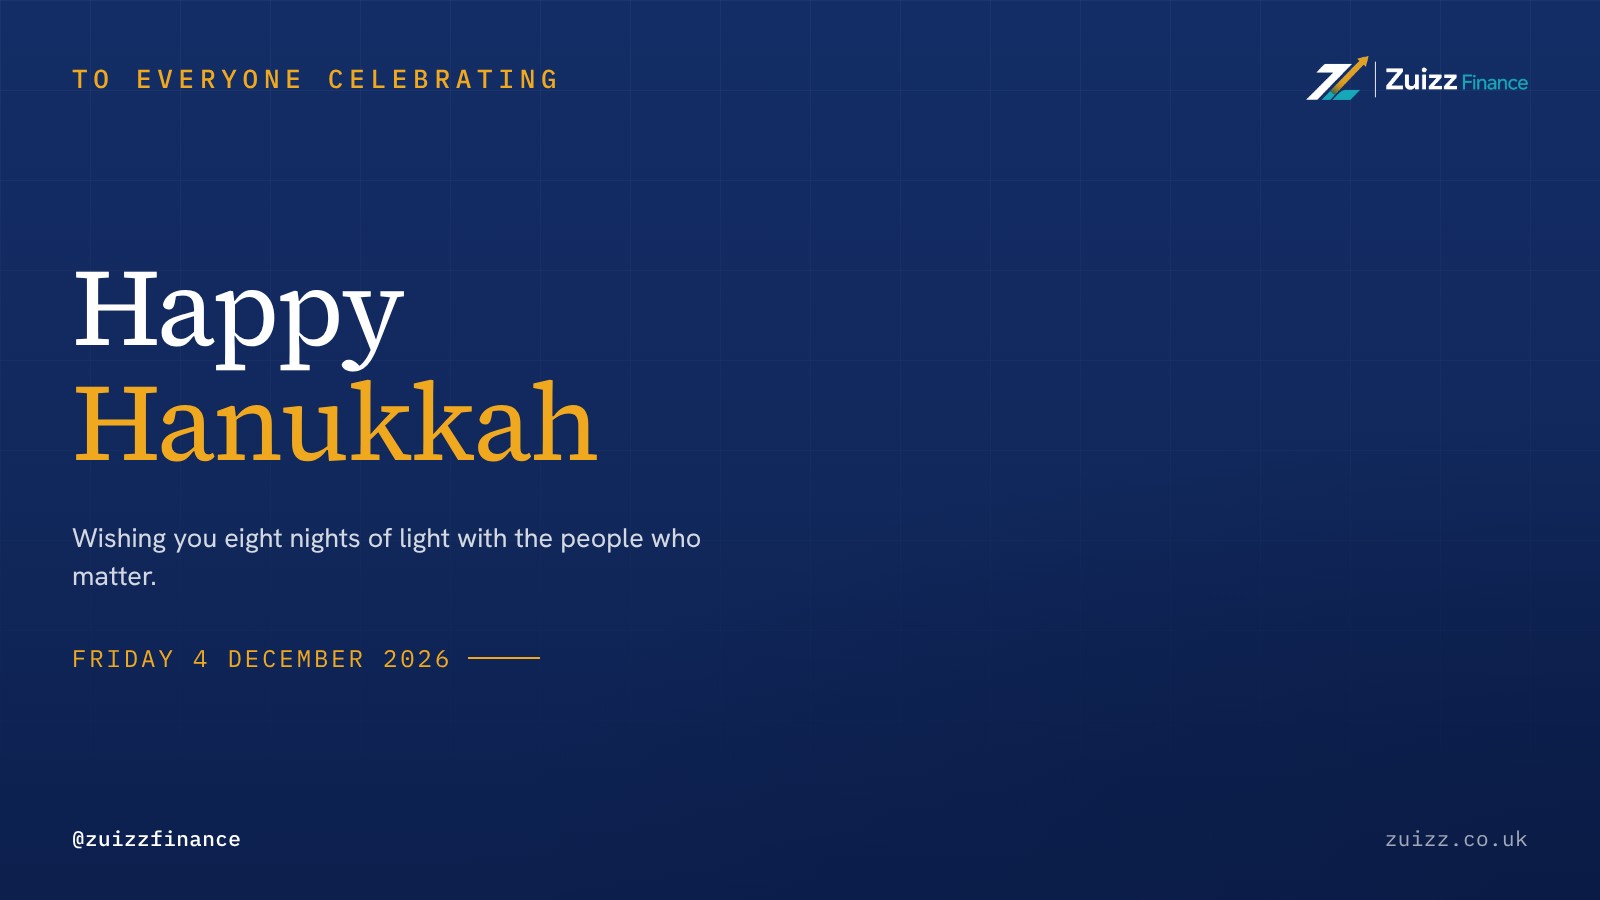 TO EVERYONE CELEBRATING
Zuizz Finance
Happy
Hanukkah
Wishing you eight nights of light with the people who
matter.
FRIDAY 4 DECEMBER 2026
@zuizzfinance
zuizz.co.uk